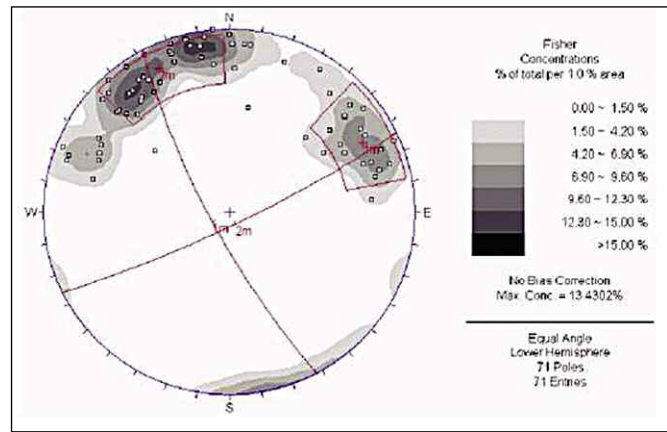 N
W
E
S
2m
Fisher
Concentrations
% of total per 1.0 % area
0.00 ~ 1.50 %
1.50 ~ 4.20 %
4.20 ~ 6.90 %
6.90 ~ 9.60 %
9.60 ~ 12.30 %
12.30 ~ 15.00 %
>15.00 %
No Bias Correction
Max. Conc. = 13.4302%
Equal Angle
Lower Hemisphere
71 Poles
71 Entries